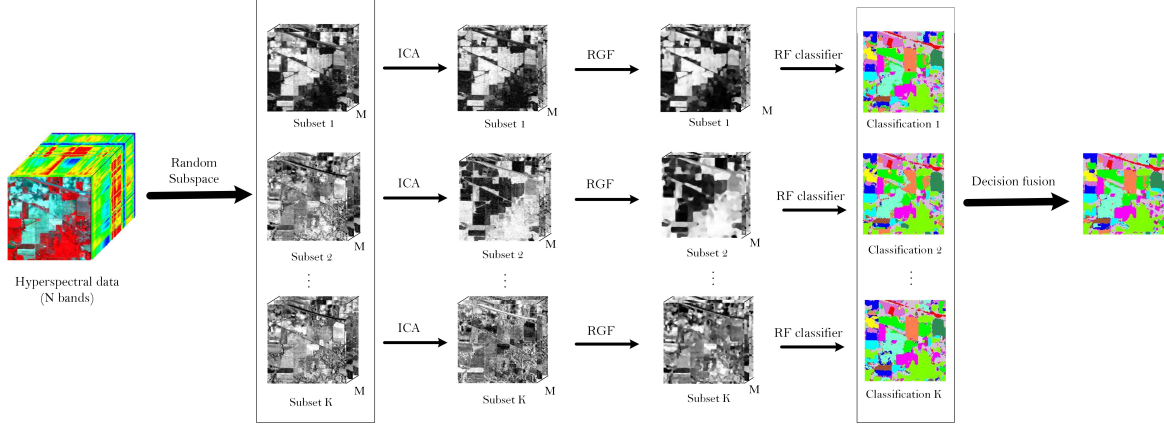 Hyperspectral data
(N bands)
Random
Subspace
M
Subset 1
ICA
Subset 1
M
RGF
Subset 1
M
RF classifier
Classification 1
M
Subset 2
ICA
M
Subset 2
RGF
M
Subset 2
RF classifier
Classification 2
Decision fusion
M
Subset K
ICA
M
Subset K
RGF
M
Subset K
RF classifier
Classification K